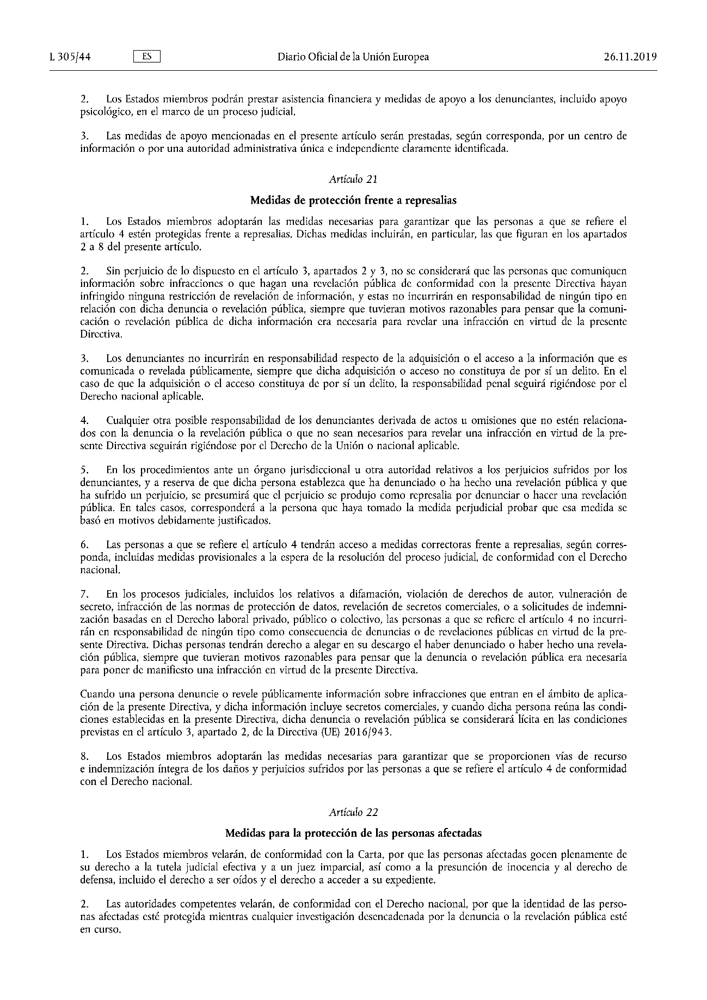 L 305/44 ES Diario Oficial de la Unión Europea 26.11.2019
2. Los Estados miembros podrán prestar asistencia financiera y medidas de apoyo a los denunciantes, incluido apoyo
psicológico, en el marco de un proceso judicial.
3. Las medidas de apoyo mencionadas en el presente artículo serán prestadas, según corresponda, por un centro de
información o por una autoridad administrativa única e independiente claramente identificada.
Artículo 21
Medidas de protección frente a represalias
1. Los Estados miembros adoptarán las medidas necesarias para garantizar que las personas a que se refiere el
artículo 4 estén protegidas frente a represalias. Dichas medidas incluirán, en particular, las que figuran en los apartados
2 a 8 del presente artículo.
2. Sin perjuicio de lo dispuesto en el artículo 3, apartados 2 y 3, no se considerará que las personas que comuniquen
información sobre infracciones o que hagan una revelación pública de conformidad con la presente Directiva hayan
infringido ninguna restricción de revelación de información, y estas no incurrirán en responsabilidad de ningún tipo en
relación con dicha denuncia o revelación pública, siempre que tuvieran motivos razonables para pensar que la comuni-
cación o revelación pública de dicha información era necesaria para revelar una infracción en virtud de la presente
Directiva.
3. Los denunciantes no incurrirán en responsabilidad respecto de la adquisición o el acceso a la información que es
comunicada o revelada públicamente, siempre que dicha adquisición o acceso no constituya de por sí un delito. En el
caso de que la adquisición o el acceso constituya de por sí un delito, la responsabilidad penal seguirá rigiéndose por el
Derecho nacional aplicable.
4. Cualquier otra posible responsabilidad de los denunciantes derivada de actos u omisiones que no estén relaciona-
dos con la denuncia o la revelación pública o que no sean necesarios para revelar una infracción en virtud de la pre-
sente Directiva seguirán rigiéndose por el Derecho de la Unión o nacional aplicable.
5. En los procedimientos ante un órgano jurisdiccional u otra autoridad relativos a los perjuicios sufridos por los
denunciantes, y a reserva de que dicha persona establezca que ha denunciado o ha hecho una revelación pública y que
ha sufrido un perjuicio, se presumirá que el perjuicio se produjo como represalia por denunciar o hacer una revelación
pública. En tales casos, corresponderá a la persona que haya tomado la medida perjudicial probar que esa medida se
basó en motivos debidamente justificados.
6. Las personas a que se refiere el artículo 4 tendrán acceso a medidas correctoras frente a represalias, según corres-
ponda, incluidas medidas provisionales a la espera de la resolución del proceso judicial, de conformidad con el Derecho
nacional.
7. En los procesos judiciales, incluidos los relativos a difamación, violación de derechos de autor, vulneración de
secreto, infracción de las normas de protección de datos, revelación de secretos comerciales, o a solicitudes de indemni-
zación basadas en el Derecho laboral privado, público o colectivo, las personas a que se refiere el artículo 4 no incurri-
rán en responsabilidad de ningún tipo como consecuencia de denuncias o de revelaciones públicas en virtud de la pre-
sente Directiva. Dichas personas tendrán derecho a alegar en su descargo el haber denunciado o haber hecho una revela-
ción pública, siempre que tuvieran motivos razonables para pensar que la denuncia o revelación pública era necesaria
para poner de manifiesto una infracción en virtud de la presente Directiva.
Cuando una persona denuncie o revele públicamente información sobre infracciones que entran en el ámbito de aplica-
ción de la presente Directiva, y dicha información incluye secretos comerciales, y cuando dicha persona reúna las condi-
ciones establecidas en la presente Directiva, dicha denuncia o revelación pública se considerará lícita en las condiciones
previstas en el artículo 3, apartado 2, de la Directiva (UE) 2016/943.
8. Los Estados miembros adoptarán las medidas necesarias para garantizar que se proporcionen vías de recurso
e indemnización íntegra de los daños y perjuicios sufridos por las personas a que se refiere el artículo 4 de conformidad
con el Derecho nacional.
Artículo 22
Medidas para la protección de las personas afectadas
1. Los Estados miembros velarán, de conformidad con la Carta, por que las personas afectadas gocen plenamente de
su derecho a la tutela judicial efectiva y a un juez imparcial, así como a la presunción de inocencia y al derecho de
defensa, incluido el derecho a ser oídos y el derecho a acceder a su expediente.
2. Las autoridades competentes velarán, de conformidad con el Derecho nacional, por que la identidad de las perso-
nas afectadas esté protegida mientras cualquier investigación desencadenada por la denuncia o la revelación pública esté
en curso.